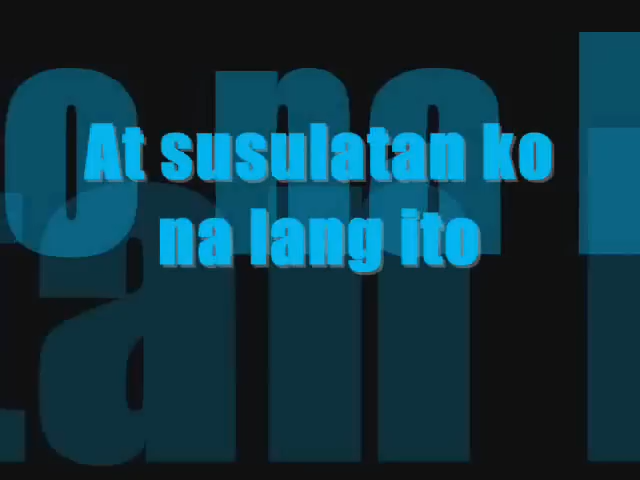 At susulatan ko
na lang ito